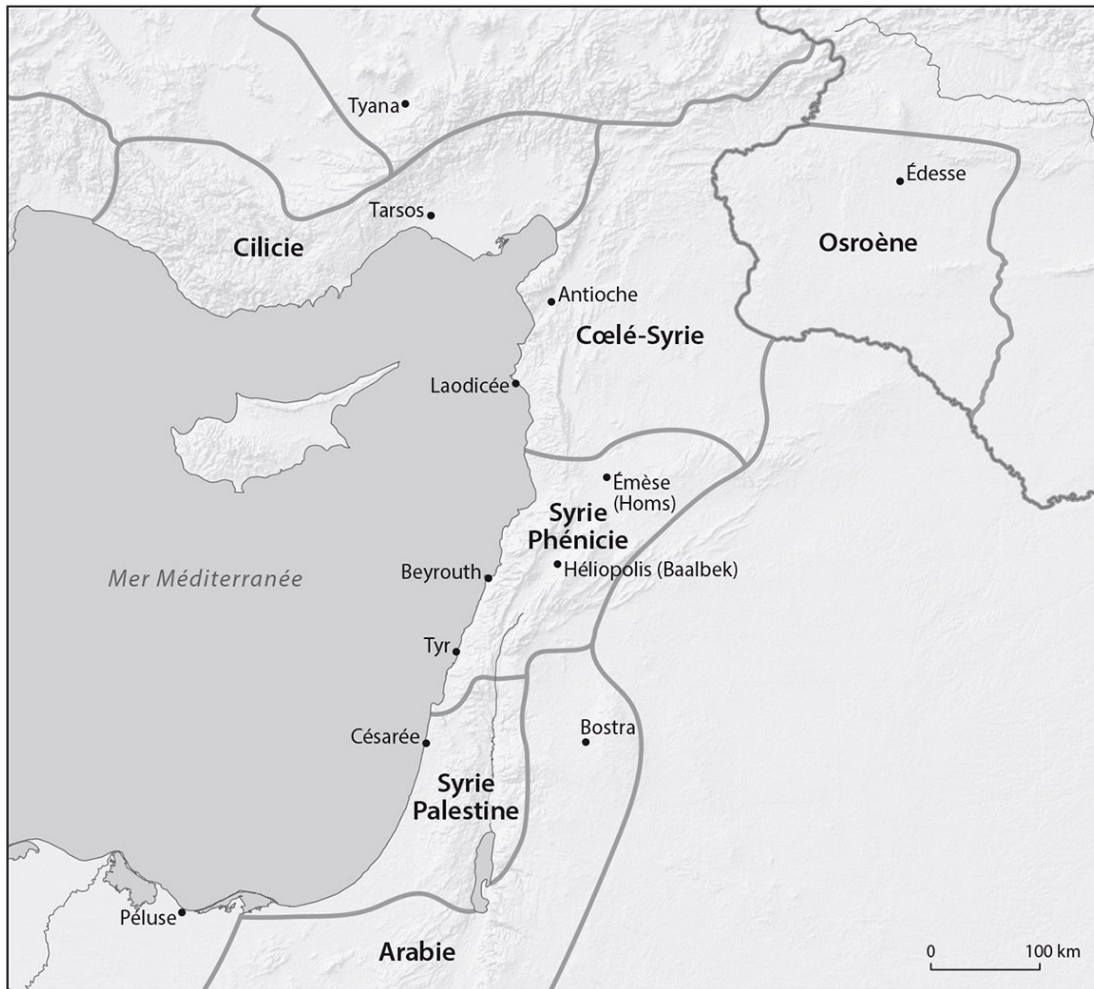 Tyana
Édesse
Tarsos
Cilicie
Osroène
Antioche
Cœlé-Syrie
Laodicée
Émèse
(Homs)
Syrie
Phénicie
Mer Méditerranée
Beyrouth
Héliopolis (Baalbek)
Tyr
Bostra
Césarée
Syrie
Palestine
Péluse
Arabie
0 100 km